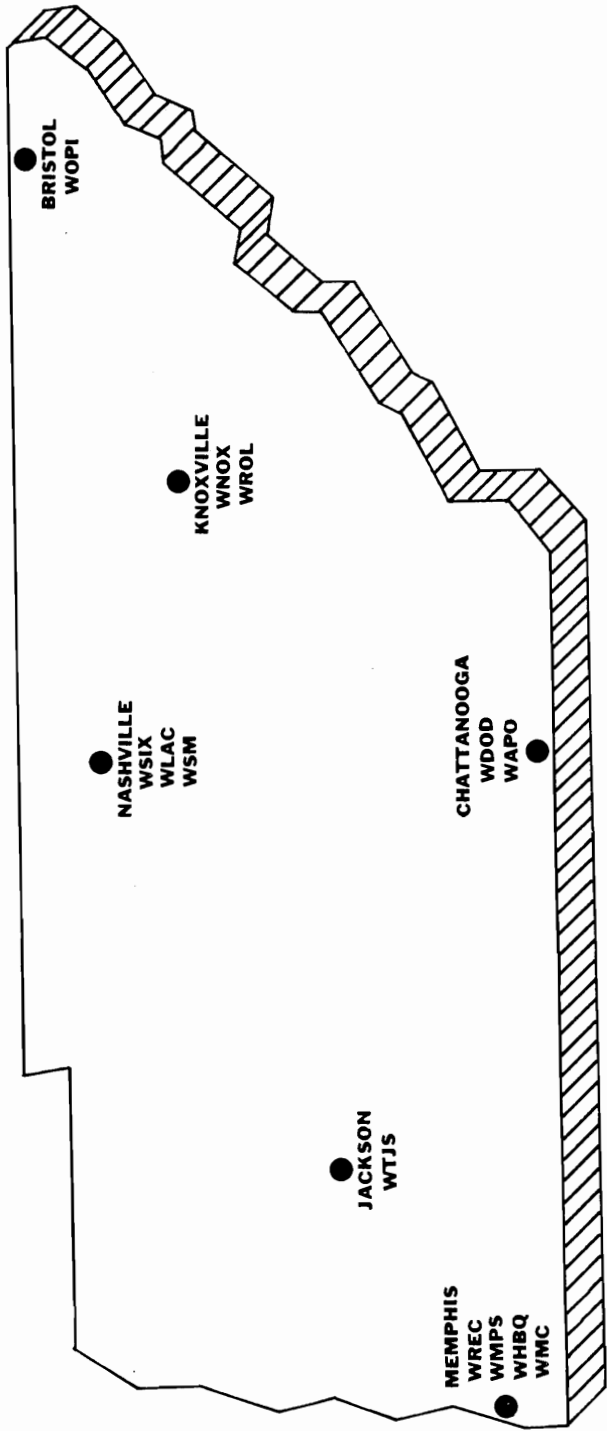 BRISTOL
WOPI
KNOXVILLE
WNOX
WROL
NASHVILLE
WSIX
WLAC
WSM
CHATTANOOGA
WDOD
WAPO
JACKSON
WTJS
MEMPHIS
WREC
WMPS
WHBQ
WMC